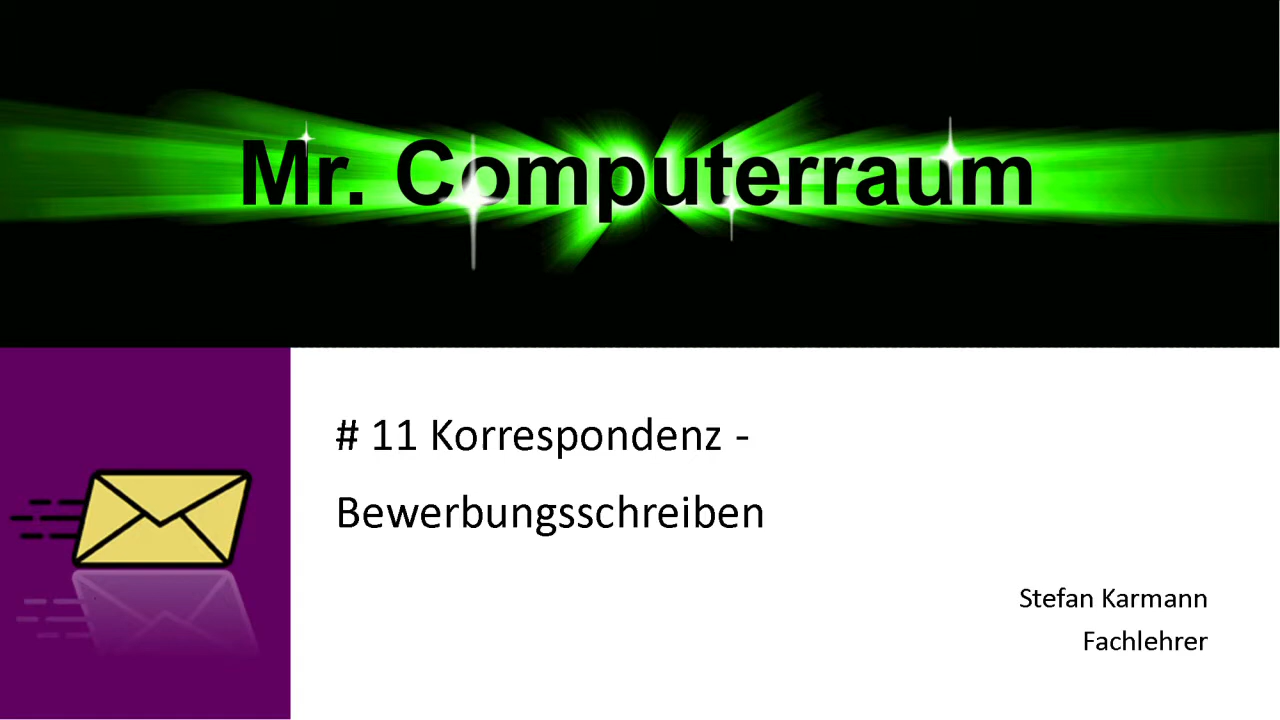 Mr. Computerraum
# 11 Korrespondenz -
Bewerbungsschreiben
Stefan Karmann
Fachlehrer